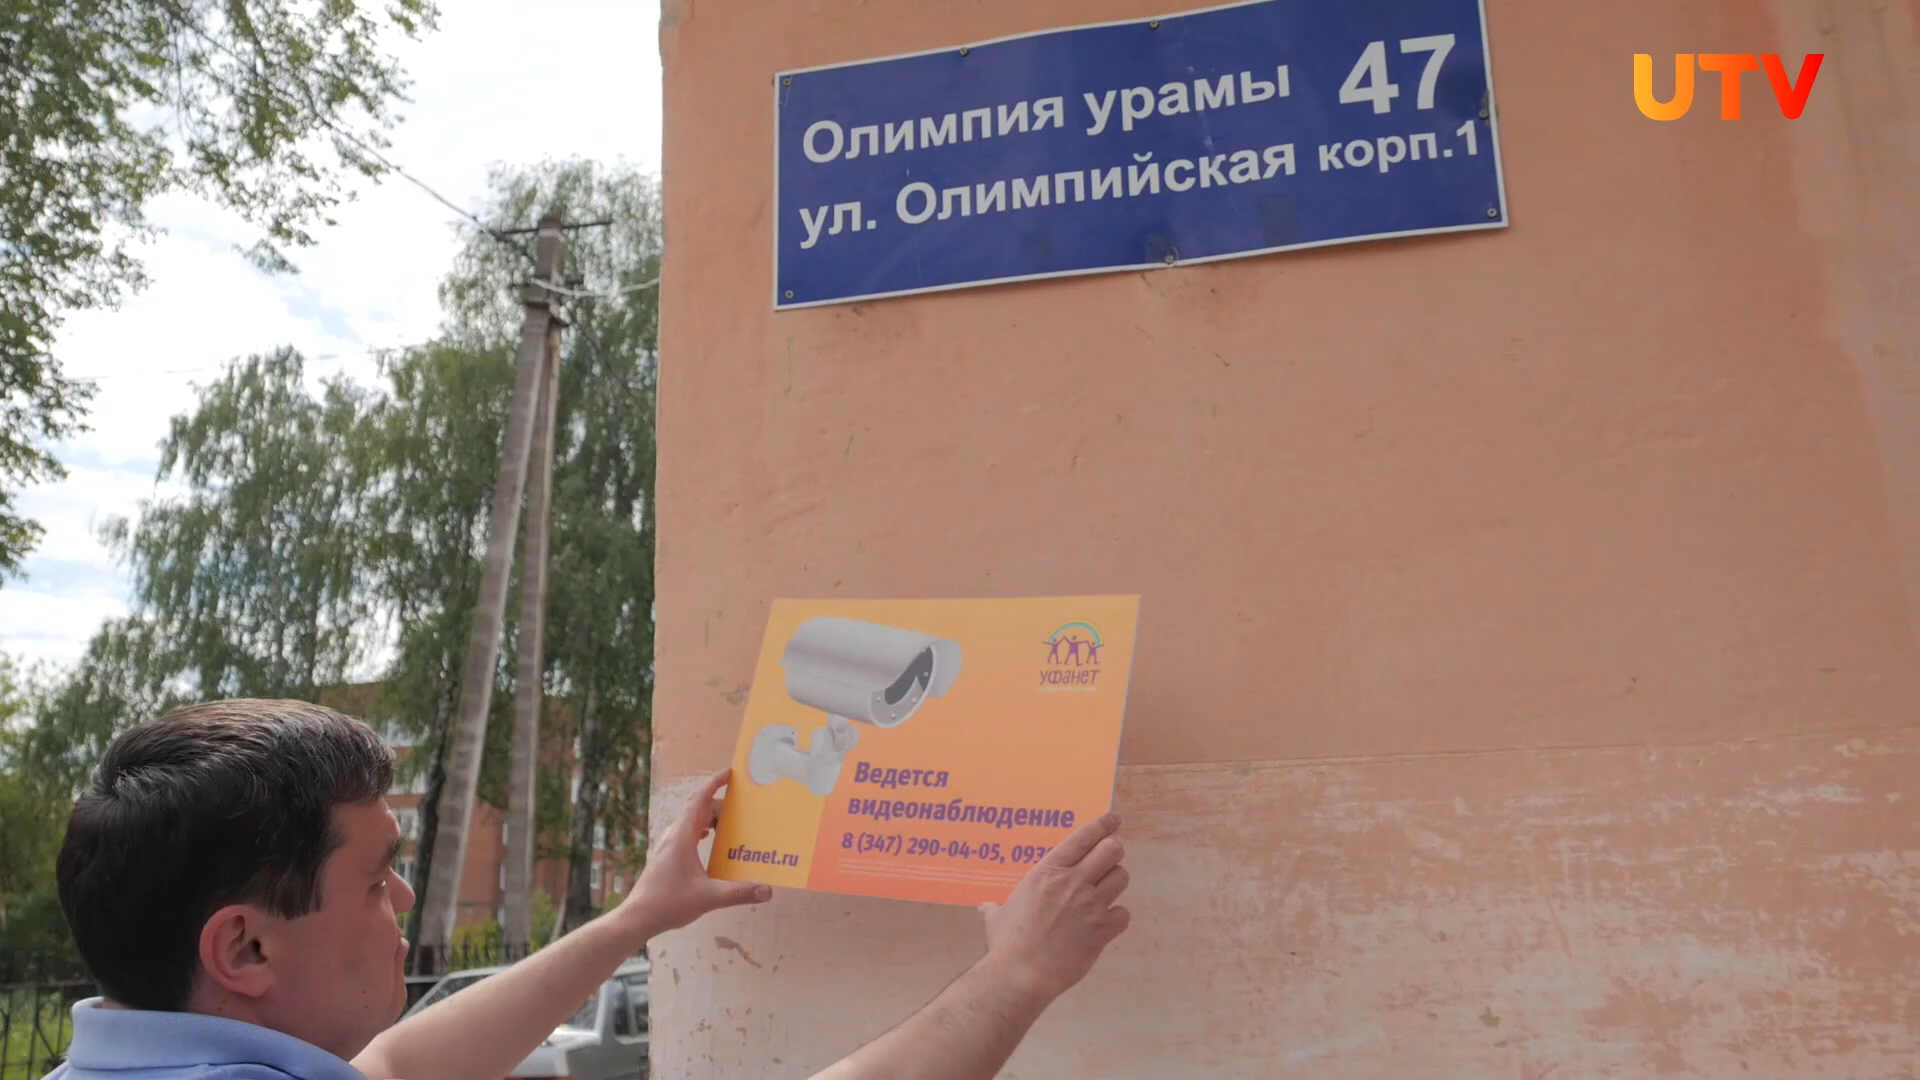 UTV
Олимпия урамы 47
ул. Олимпийская корп.1
уфанет
Ведется
видеонаблюдение
8 (347) 290-04-05,
ufanet.ru